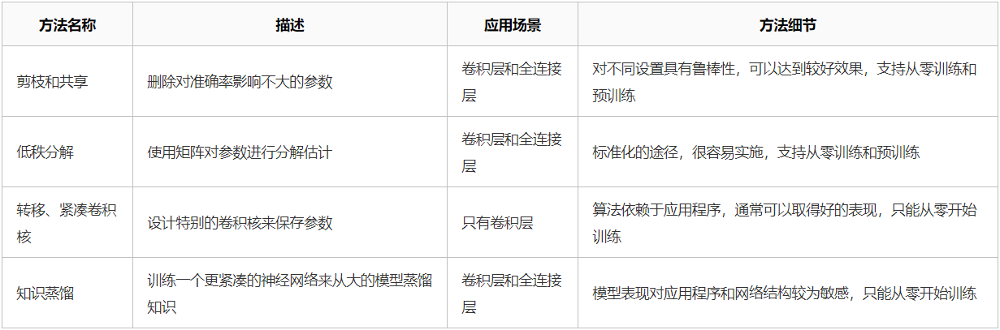 方法名称
描述
应用场景
方法细节
剪枝和共享
删除对准确率影响不大的参数
卷积层和全连接
层
对不同设置具有鲁棒性，可以达到较好效果，支持从零训练和
预训练
低秩分解
使用矩阵对参数进行分解估计
卷积层和全连接
层
标准化的途径，很容易实施，支持从零训练和预训练
转移、紧凑卷积
核
设计特别的卷积核来保存参数
只有卷积层
算法依赖于应用程序，通常可以取得好的表现，只能从零开始
训练
知识蒸馏
训练一个更紧凑的神经网络来从大的模型蒸馏
知识
卷积层和全连接
层
模型表现对应用程序和网络结构较为敏感，只能从零开始训练